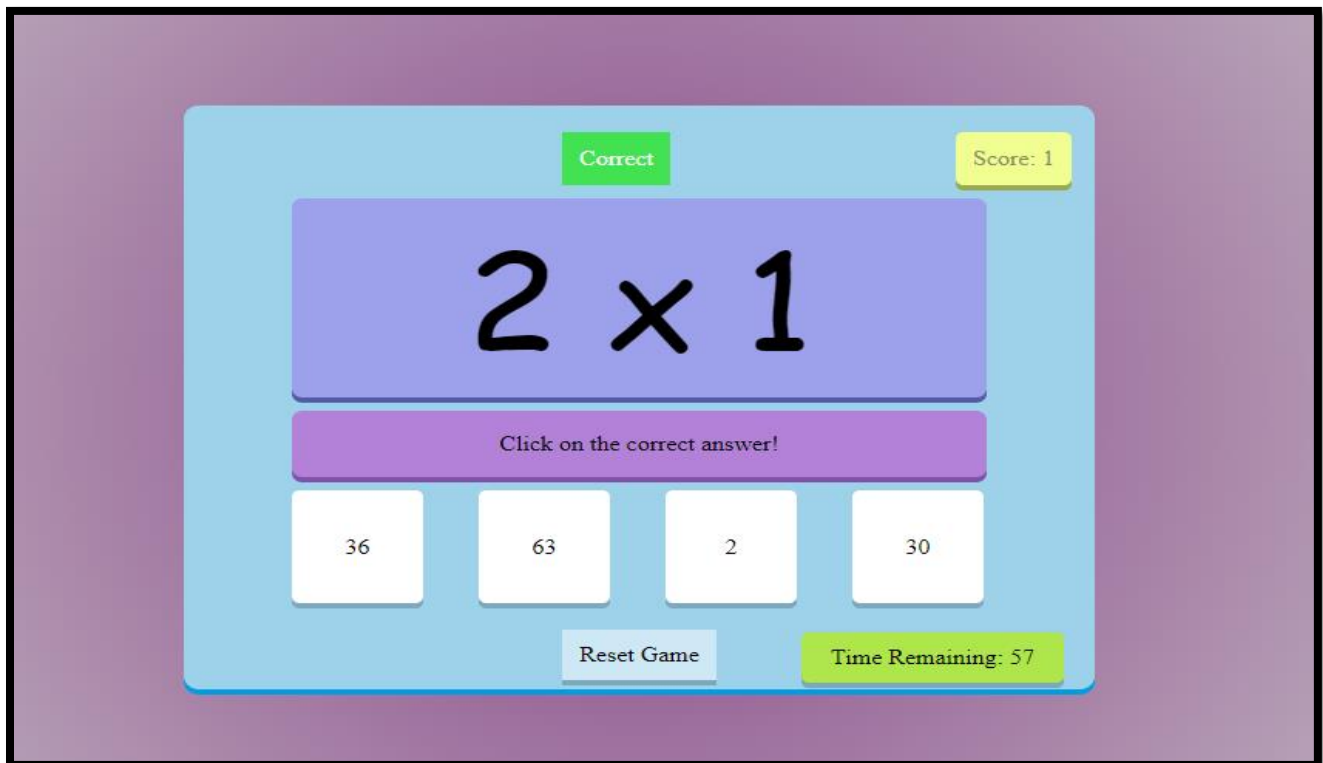 Correct
Score: 1
2 x 1
Click on the correct answer!
36
63
2
30
Reset Game
Time Remaining: 57